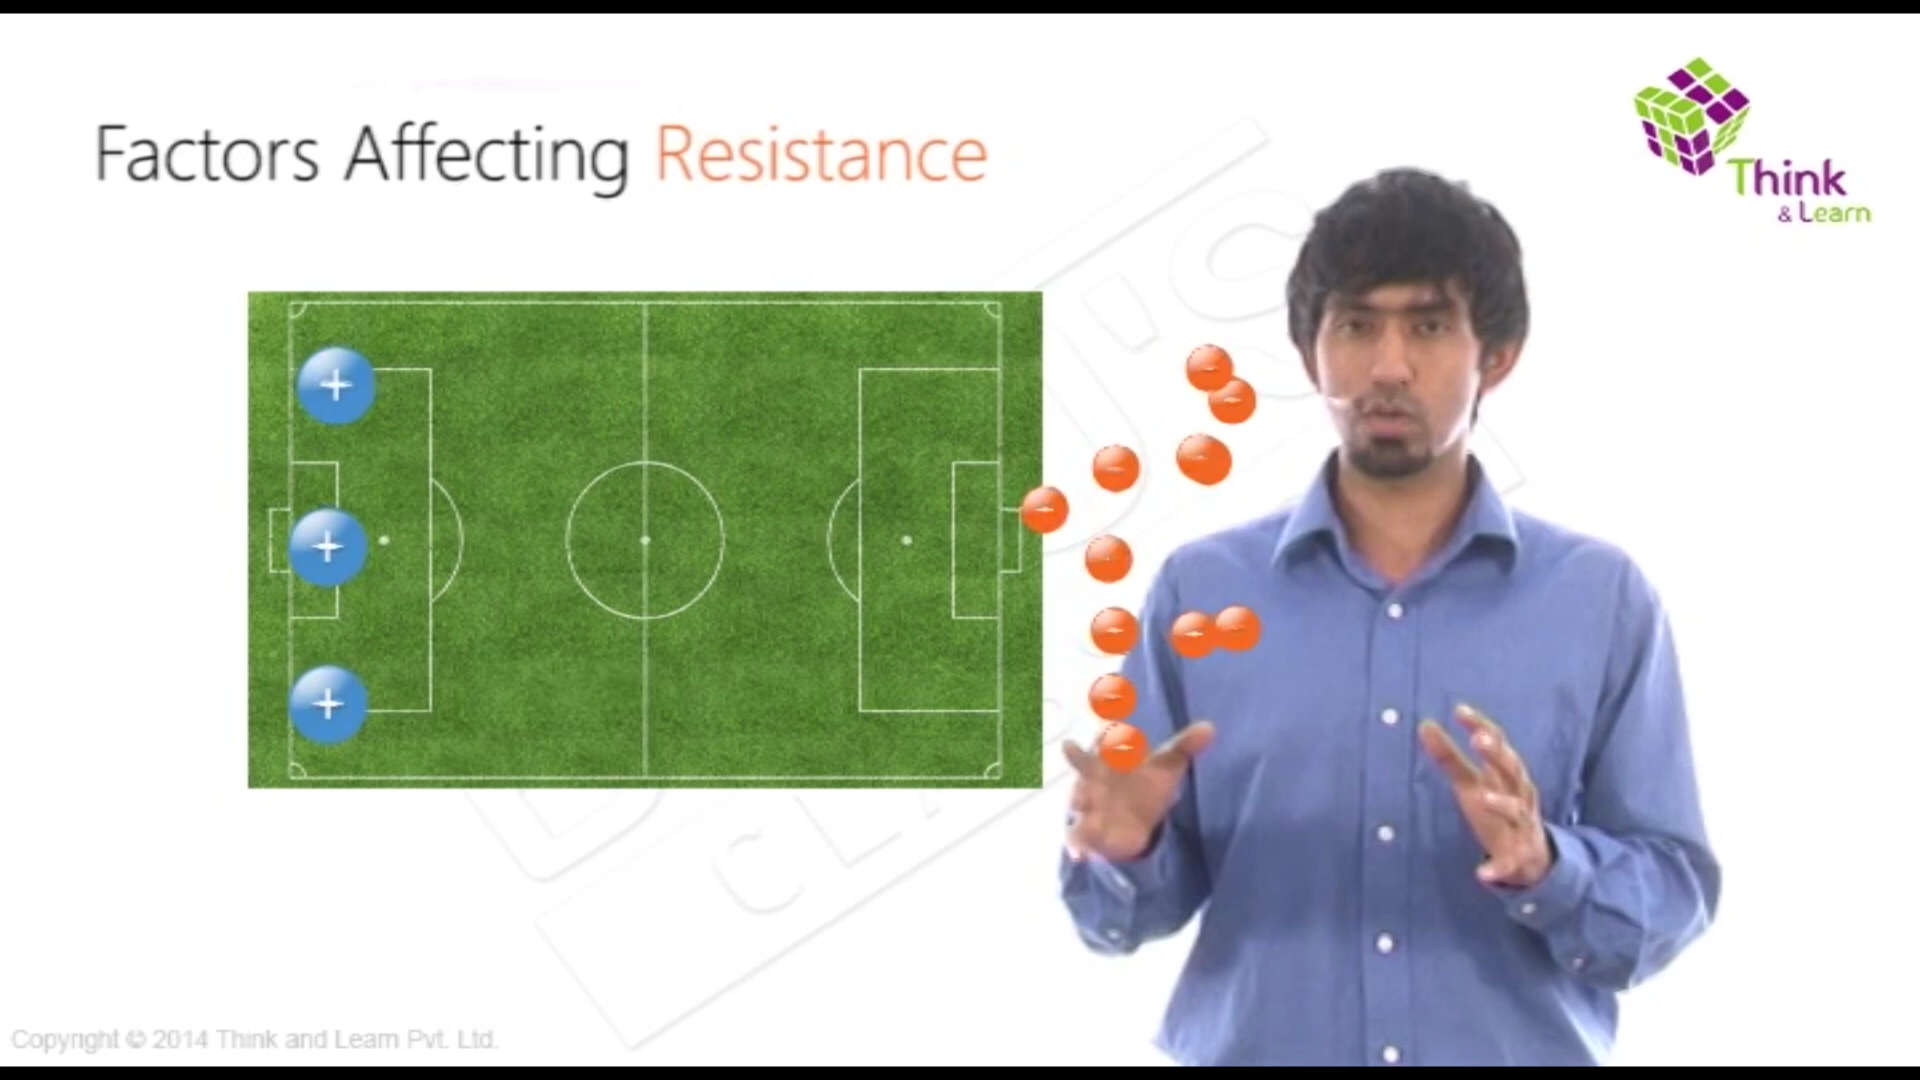 Factors Affecting Resistance
Think
& Learn
+
+
+
Copyright © 2014 Think and Learn Pvt. Ltd.